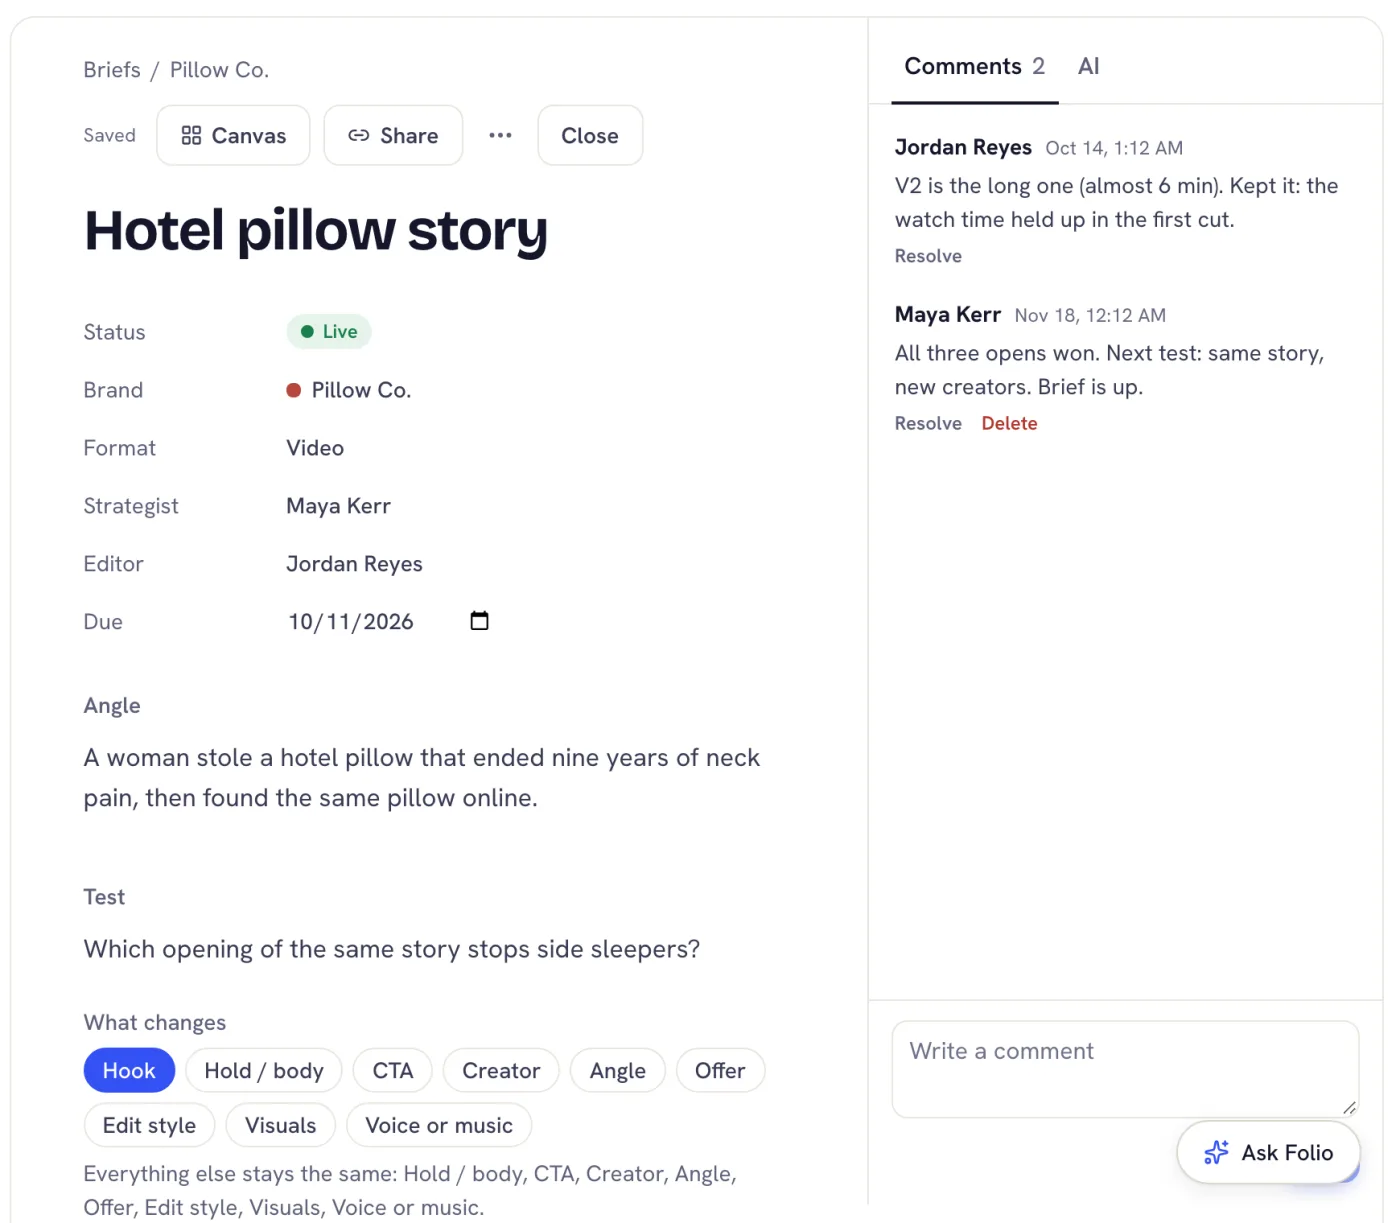 Briefs / Pillow Co.
Saved
Canvas
Share
Close
Hotel pillow story
Status
Live
Brand
Pillow Co.
Format
Video
Strategist
Maya Kerr
Editor
Jordan Reyes
Due
10/11/2026
Angle
A woman stole a hotel pillow that ended nine years of neck
pain, then found the same pillow online.
Test
Which opening of the same story stops side sleepers?
What changes
Hook
Hold / body
CTA
Creator
Angle
Offer
Edit style
Visuals
Voice or music
Everything else stays the same: Hold / body, CTA, Creator, Angle,
Offer, Edit style, Visuals, Voice or music.
Comments 2
AI
Jordan Reyes Oct 14, 1:12 AM
V2 is the long one (almost 6 min). Kept it: the
watch time held up in the first cut.
Resolve
Maya Kerr Nov 18, 12:12 AM
All three opens won. Next test: same story,
new creators. Brief is up.
Resolve Delete
Write a comment
Ask Folio